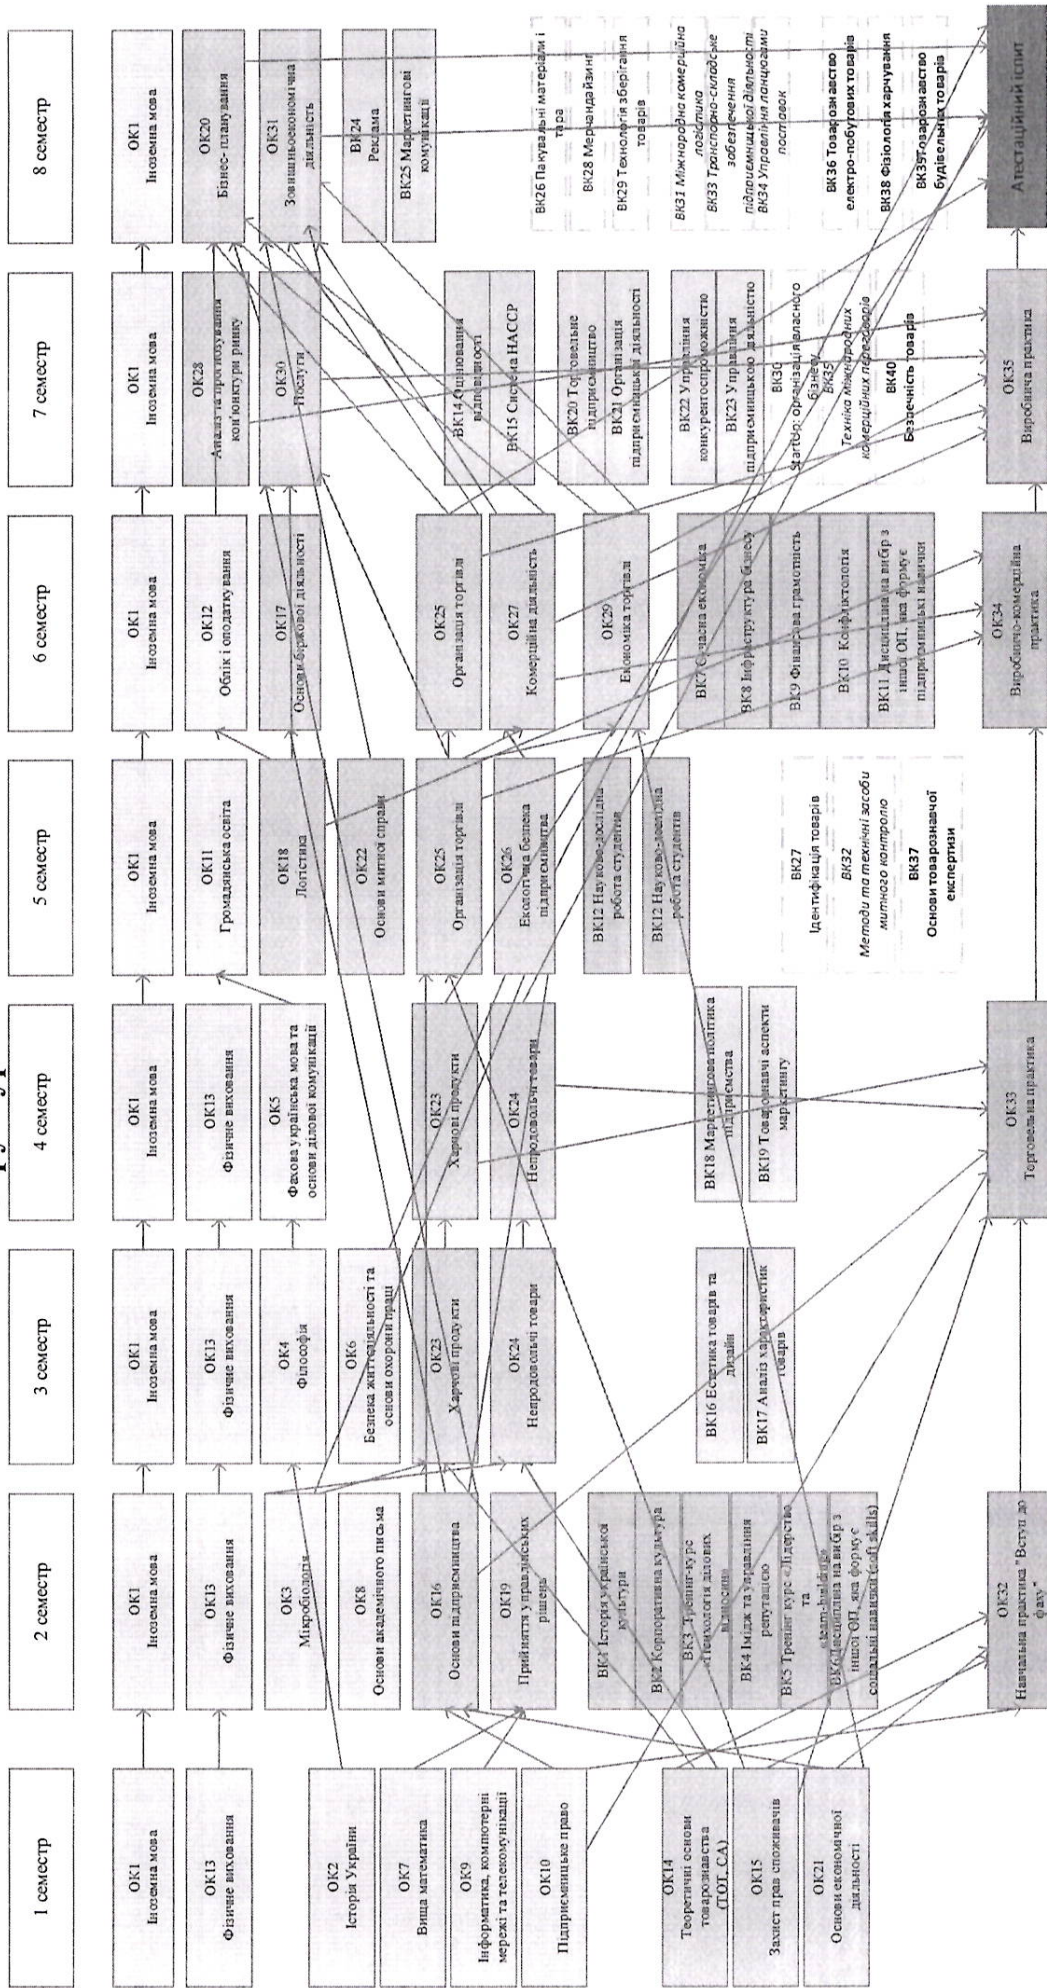 1 семестр
ОК1
Іноземна мова
ОК13
Фізичне виховання
ОК2
Історія України
ОК7
Вища математика
ОК9
Інформатика, компютерні
мережі та телекомунікації
ОК10
Підприємницьке право
ОК14
Теоретичні основи
товарознавства
(ТОТ, СА)
ОК15
Захист прав споживачів
ОК21
Основи економічної
діяльності
2 семестр
ОК1
Іноземна мова
ОК13
Фізичне виховання
ОК3
Мікробіологія
ОК8
Основи академічного письма
ОК16
Основи підприємництва
ОК19
Прийняття управлінських
рішень
ВК1 Історія української
культури
ВК2 Корпоративна культура
ВК3 Тренінг-курс
«Психологія ділових
відносин»
ВК4 Імідж та управління
репутацією
ВК5 Тренінг курс «Лідерство
та
«team-building»
ВК6 Дисципліна на вибір з
іншої ОП, яка формує
соціальні навички (soft skills)
ОК32
Навчальна практика "Вступ до
фаху"
3 семестр
ОК1
Іноземна мова
ОК13
Фізичне виховання
ОК4
Філософія
ОК6
Безпека життєдіяльності та
основи охорони праці
ОК23
Харчові продукти
ОК24
Непродовольчі товари
ВК16 Естетика товарів та
дизайн
ВК17 Аналіз характеристик
товарів
4 семестр
ОК1
Іноземна мова
ОК13
Фізичне виховання
ОК5
Фахова українська мова та
основи ділової комунікації
ОК23
Харчові продукти
ОК24
Непродовольчі товари
ВК18 Маркетингова політика
підприємства
ВК19 Товарознавчі аспекти
маркетингу
ОК33
Торговельна практика
5 семестр
ОК1
Іноземна мова
ОК11
Громадянська освіта
ОК18
Логістика
ОК22
Основи митної справи
ОК25
Організація торгівлі
ОК26
Екологічна безпека
підприємництва
ВК12 Науково-дослідна
робота студентів
ВК12 Науково-дослідна
робота студентів
ВК27
Ідентифікація товарів
ВК32
Методи та технічні засоби
митного контролю
ВК37
Основи товарознавчої
експертизи
6 семестр
ОК1
Іноземна мова
ОК12
Облік і оподаткування
ОК17
Основи біржової діяльності
ОК25
Організація торгівлі
ОК27
Комерційна діяльність
ОК29
Економіка торгівлі
ВК7 Сучасна економіка
ВК8 Інфраструктура бізнесу
ВК9 Фінансова грамотність
ВК10 Конфліктологія
ВК11 Дисципліна на вибір з
іншої ОП, яка формує
підприємницькі навички
ОК34
Виробничо-комерційна
практика
7 семестр
ОК1
Іноземна мова
ОК28
Аналіз та прогнозування
кон'юнктури ринку
ОК30
Послуги
ВК14 Оцінювання
відповідності
ВК15 Система НАССР
ВК20 Торговельне
підприємництво
ВК21 Організація
підприємницької діяльності
ВК22 Управління
конкурентоспроможністю
ВК23 Управління
підприємницькою діяльністю
ВК30
StartUp: організація власного
бізнесу
ВК35
Техніка міжнародних
комерційних переговорів
ВК40
Безпечність товарів
ОК35
Виробнича практика
8 семестр
ОК1
Іноземна мова
ОК20
Бізнес- планування
ОК31
Зовнішньоекономічна
діяльність
ВК24
Реклама
ВК25 Маркетингові
комунікації
ВК26 Пакувальні матеріали і
тара
ВК28 Мерчандайзинг
ВК29 Технологія зберігання
товарів
ВК31 Міжнародна комерційна
логістика
ВК33 Транспортно-складське
забезпечення
підприємницької діяльності
ВК34 Управління ланцюгами
поставок
ВК36 Товарознавство
електро-побутових товарів
ВК38 Фізіологія харчування
ВК39 Товарознавство
будівельних товарів
Атестаційний іспит